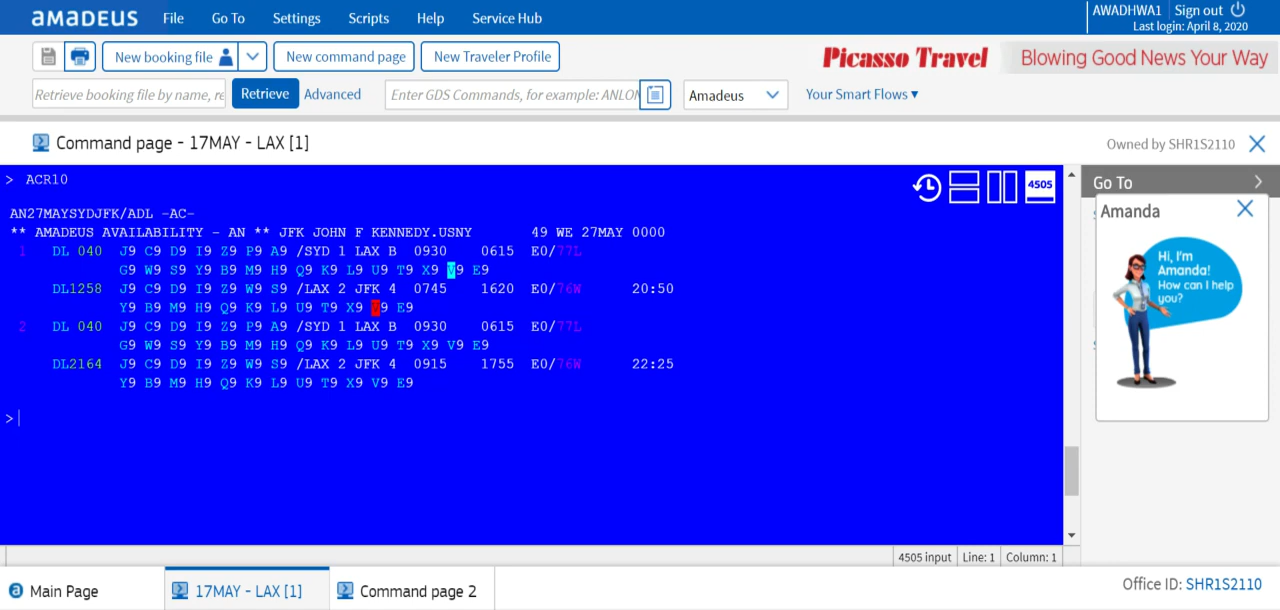 amadeus File Go To Settings Scripts Help Service Hub AWADHWA1 Sign out
Last login: April 8, 2020
New booking file New command page New Traveler Profile Picasso Travel Blowing Good News Your Way
Retrieve booking file by name, re Retrieve Advanced Enter GDS Commands, for example: ANLON Amadeus Your Smart Flows ▾
Command page - 17MAY - LAX [1] Owned by SHR1S2110
> ACR10 4505 Go To
AN27MAYSYDJFK/ADL -AC- Amanda
** AMADEUS AVAILABILITY - AN ** JFK JOHN F KENNEDY.USNY 49 WE 27MAY 0000
1 DL 040 J9 C9 D9 I9 Z9 P9 A9 /SYD 1 LAX B 0930 0615 E0/77L
G9 W9 S9 Y9 B9 M9 H9 Q9 K9 L9 U9 T9 X9 V9 E9
DL1258 J9 C9 D9 I9 Z9 W9 S9 /LAX 2 JFK 4 0745 1620 E0/76W 20:50
Y9 B9 M9 H9 Q9 K9 L9 U9 T9 X9 V9 E9
2 DL 040 J9 C9 D9 I9 Z9 P9 A9 /SYD 1 LAX B 0930 0615 E0/77L
G9 W9 S9 Y9 B9 M9 H9 Q9 K9 L9 U9 T9 X9 V9 E9
DL2164 J9 C9 D9 I9 Z9 W9 S9 /LAX 2 JFK 4 0915 1755 E0/76W 22:25
Y9 B9 M9 H9 Q9 K9 L9 U9 T9 X9 V9 E9
>
Hi, I'm
Amanda!
How can I help
you?
4505 input Line: 1 Column: 1
Main Page 17MAY - LAX [1] Command page 2 Office ID: SHR1S2110